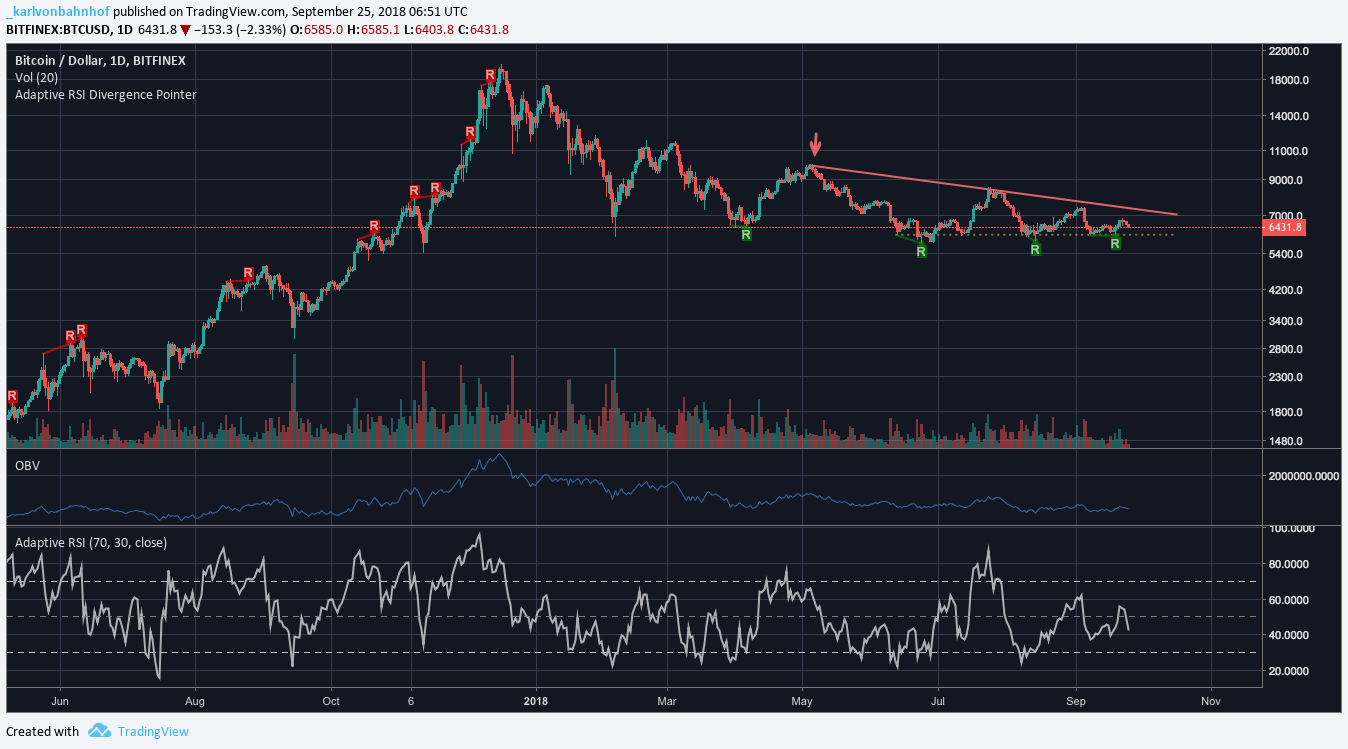 _karlvonbahnhof published on TradingView.com, September 25, 2018 06:51 UTC
BITFINEX:BTCUSD, 1D 6431.8 ▼ −153.3 (−2.33%) O:6585.0 H:6585.1 L:6403.8 C:6431.8
Bitcoin / Dollar, 1D, BITFINEX
Vol (20)
Adaptive RSI Divergence Pointer
22000.0
18000.0
14000.0
11000.0
9000.0
7000.0
6431.8
5400.0
4200.0
3400.0
2800.0
2300.0
1800.0
1480.0
R
R
R
R
R
R
R
R
R
R
R
R
R
OBV
2000000.0000
Adaptive RSI (70, 30, close)
100.0000
80.0000
60.0000
40.0000
20.0000
Jun Aug Oct 6 2018 Mar May Jul Sep Nov
Created with TradingView